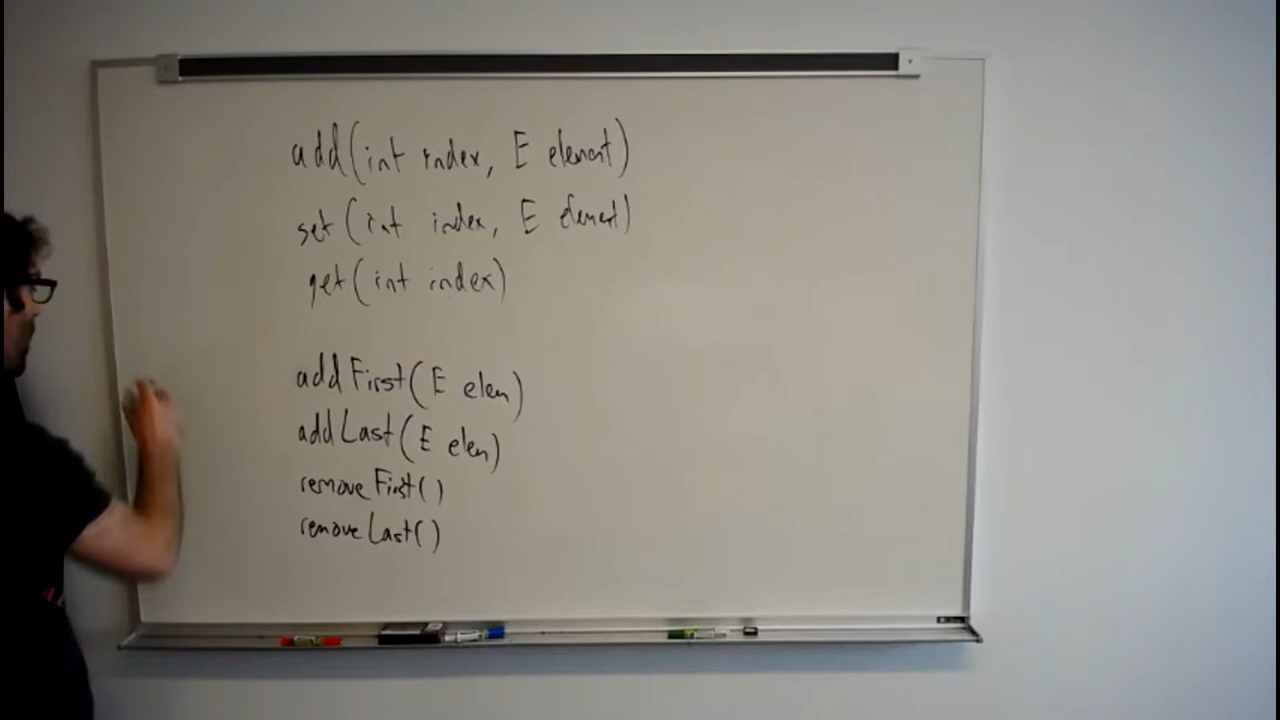 add(int index, E element)
set(int index, E element)
get(int index)
addFirst(E elem)
addLast(E elem)
removeFirst()
removeLast()